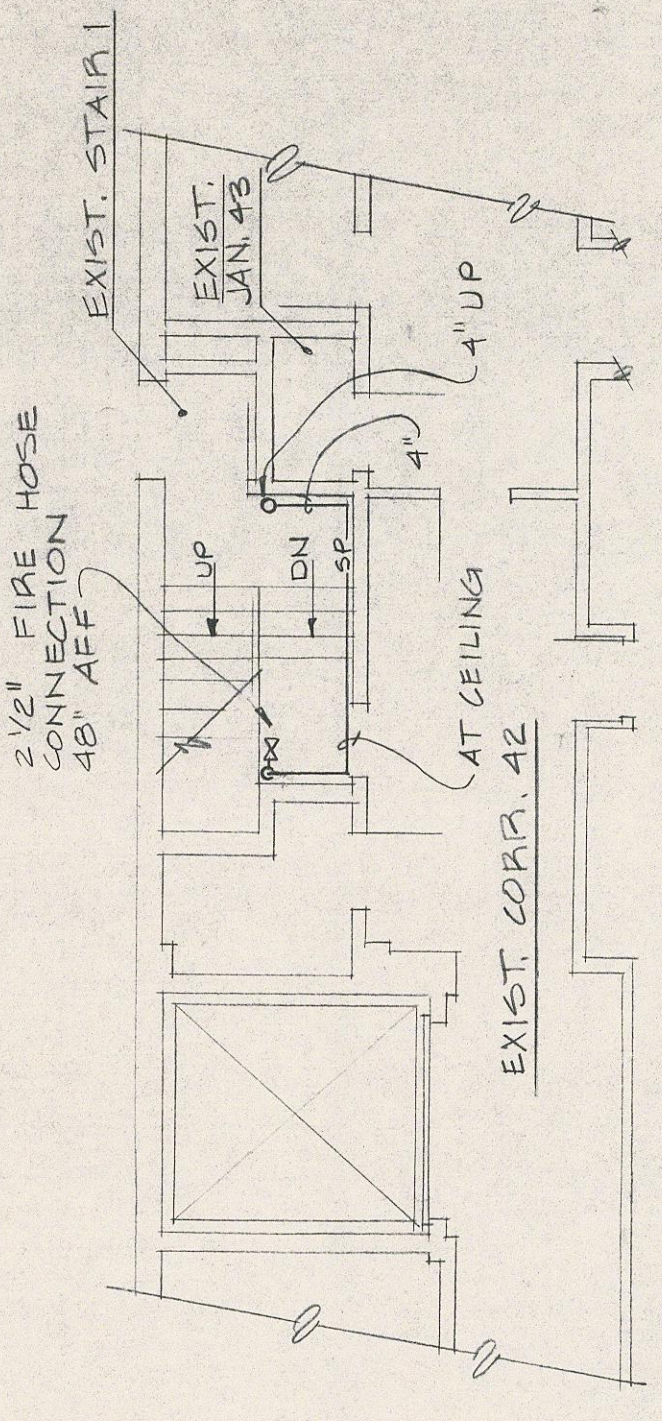 2 ½" FIRE HOSE
CONNECTION
48" AFF
EXIST. STAIR 1
EXIST.
JAN. 43
UP
DN
SP
4" UP
4"
AT CEILING
EXIST. CORR. 42